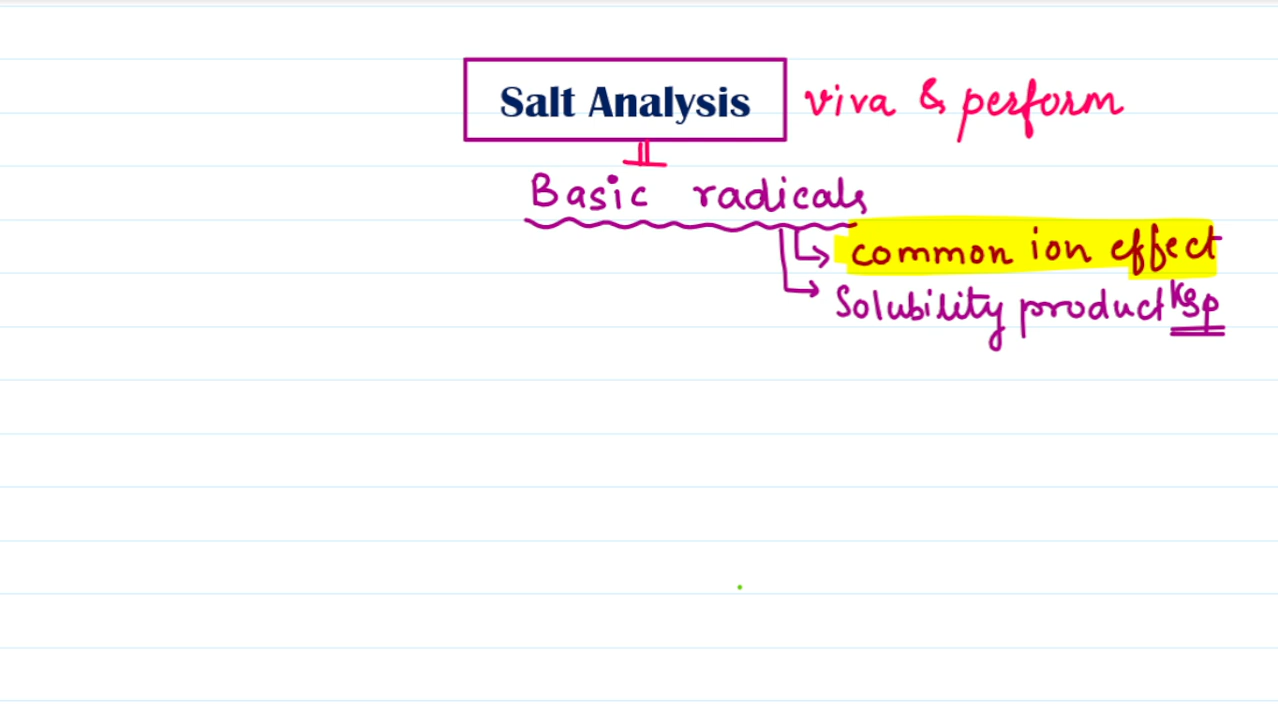 Salt Analysis viva & perform
Basic radicals
common ion effect
Solubility product Ksp